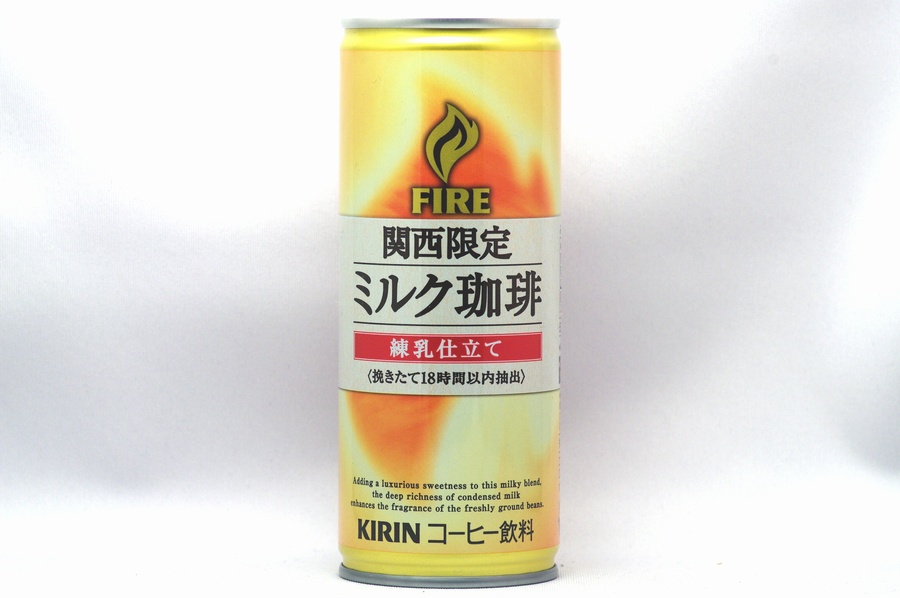 FIRE
関西限定
ミルク珈琲
練乳仕立て
〈挽きたて18時間以内抽出〉
Adding a luxurious sweetness to this milky blend,
the deep richness of condensed milk
enhances the fragrance of the freshly ground beans.
KIRIN コーヒー飲料